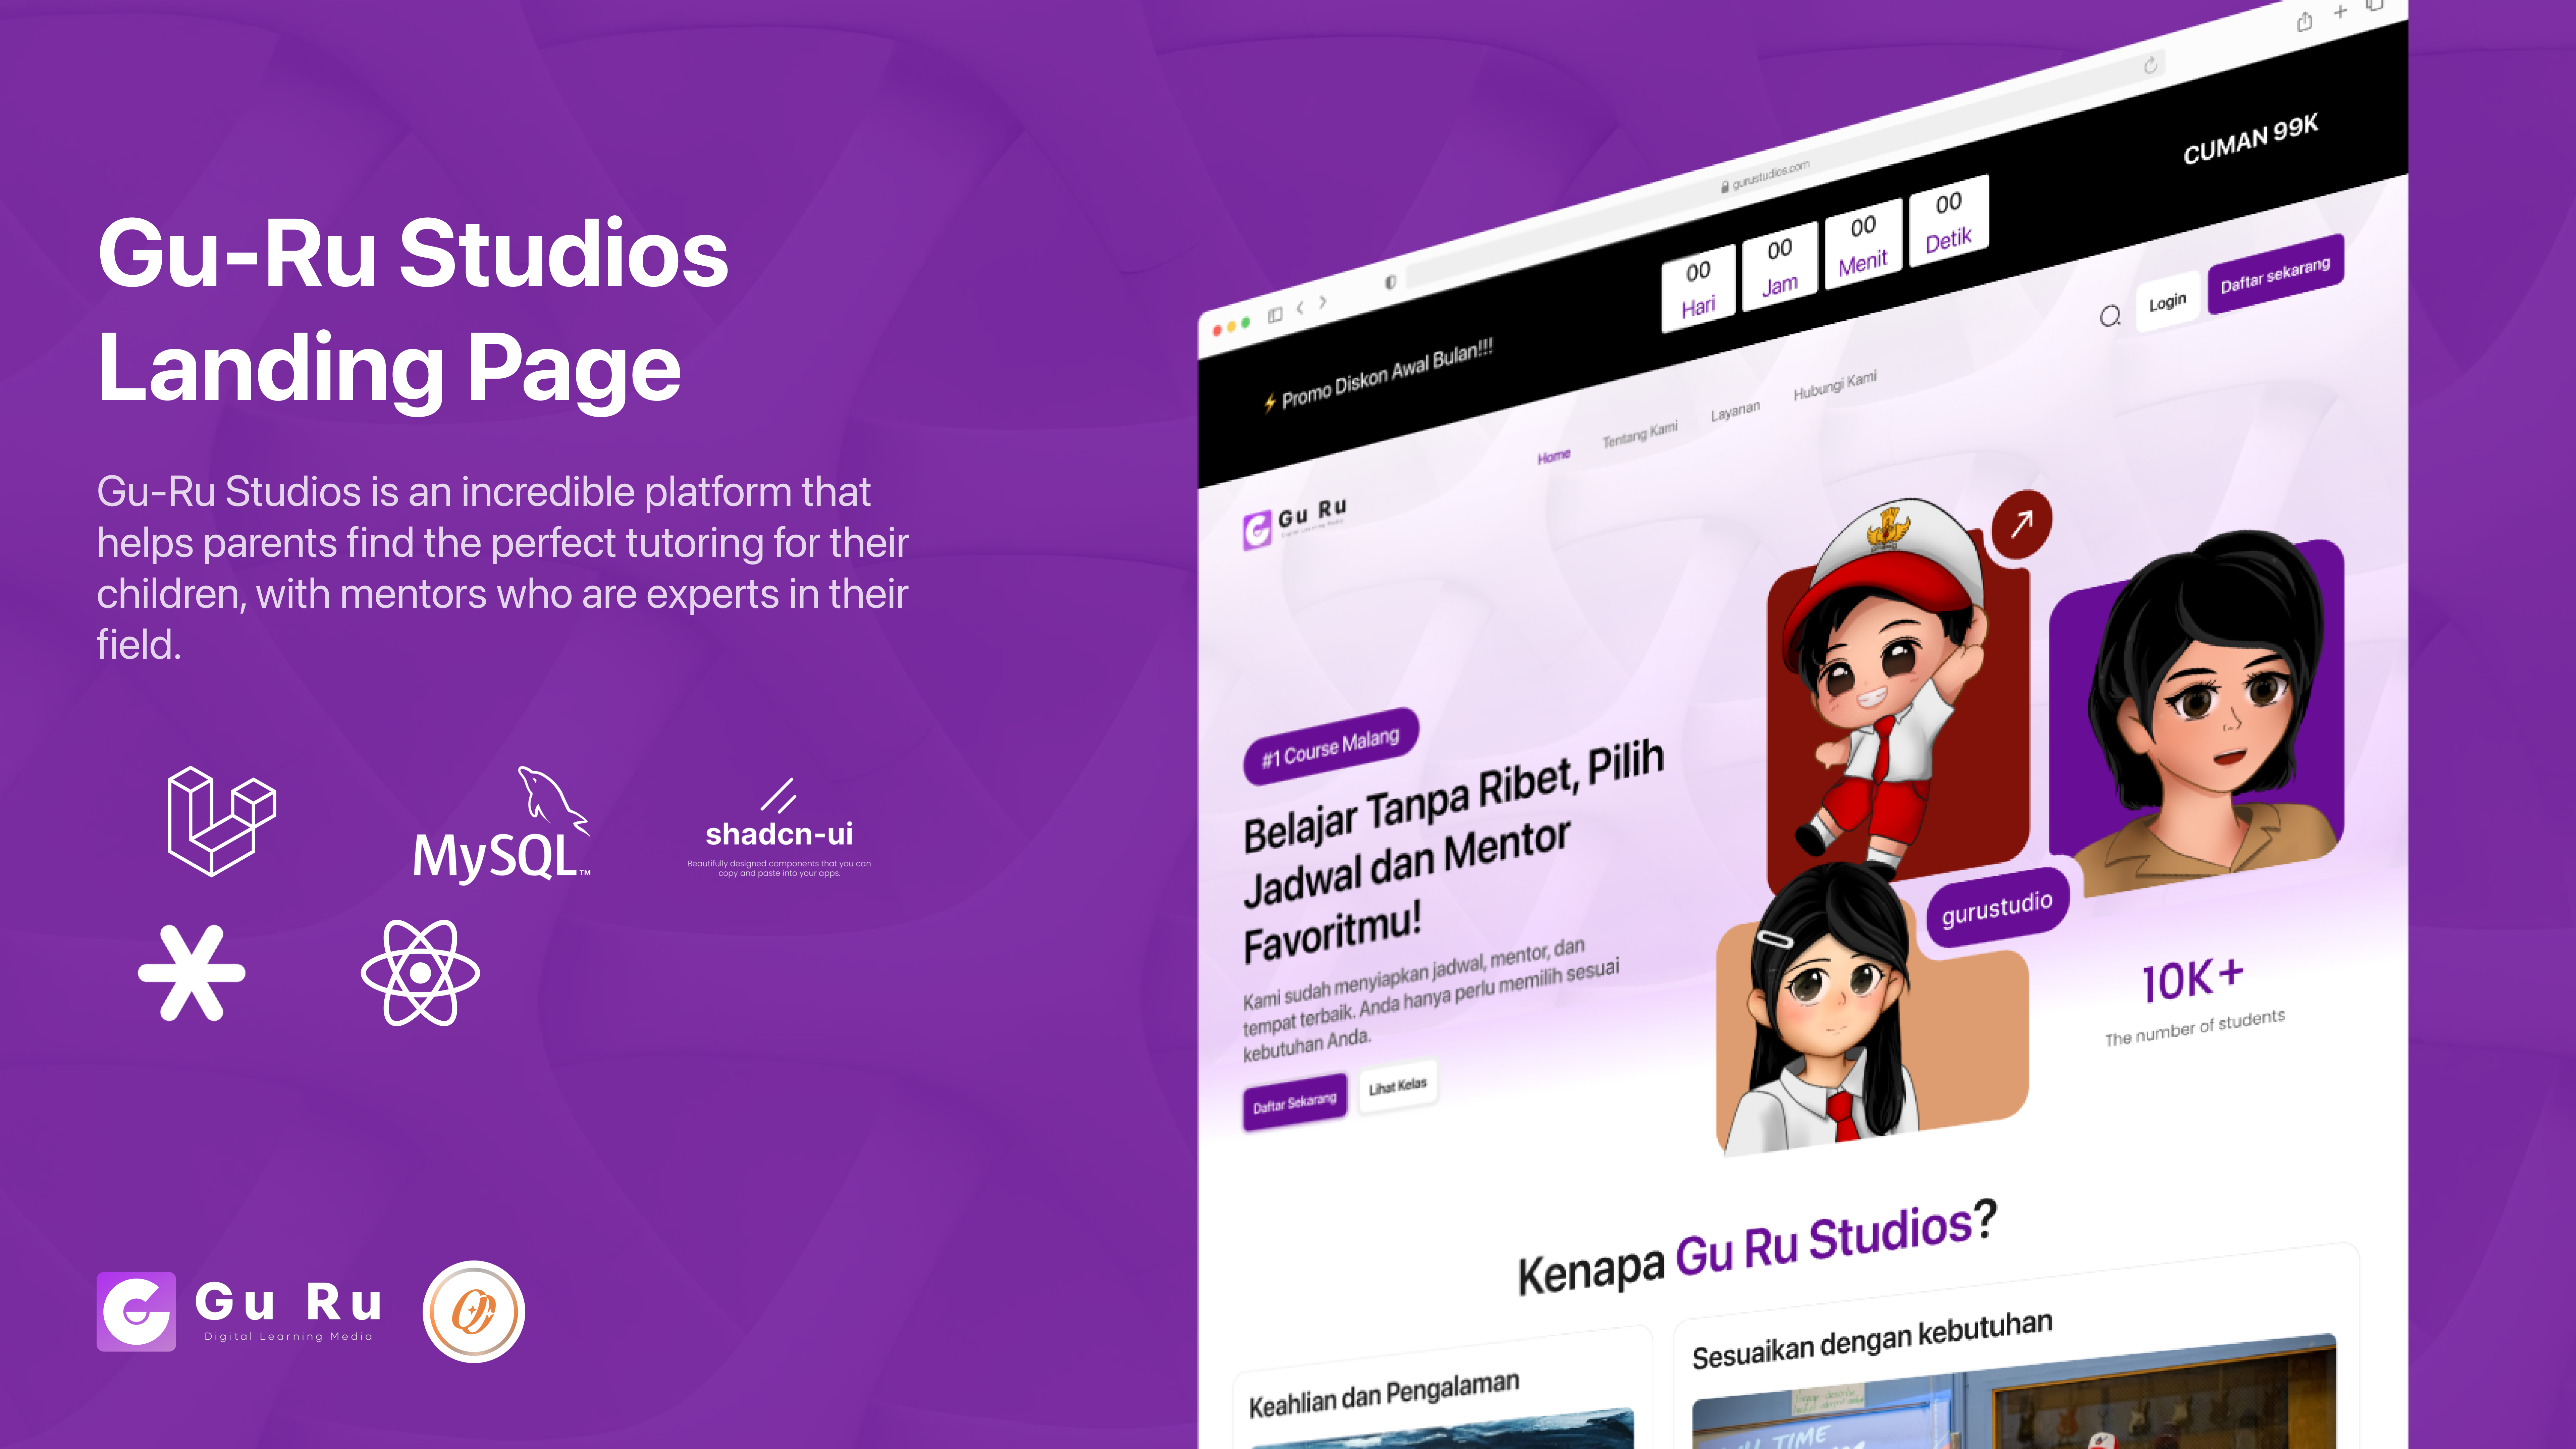 Gu-Ru Studios
Landing Page
Gu-Ru Studios is an incredible platform that
helps parents find the perfect tutoring for their
children, with mentors who are experts in their
field.
MySQL™
shadcn-ui
Beautifully designed components that you can
copy and paste into your apps.
Gu Ru
Digital Learning Media
gurustudios.com
⚡ Promo Diskon Awal Bulan!!!
00 Hari
00 Jam
00 Menit
00 Detik
CUMAN 99K
Gu Ru
Digital Learning Media
Home
Tentang Kami
Layanan
Hubungi Kami
Login
Daftar sekarang
#1 Course Malang
Belajar Tanpa Ribet, Pilih
Jadwal dan Mentor
Favoritmu!
Kami sudah menyiapkan jadwal, mentor, dan
tempat terbaik. Anda hanya perlu memilih sesuai
kebutuhan Anda.
Daftar Sekarang
Lihat Kelas
gurustudio
10K+
The number of students
Kenapa Gu Ru Studios?
Keahlian dan Pengalaman
Sesuaikan dengan kebutuhan
TIME